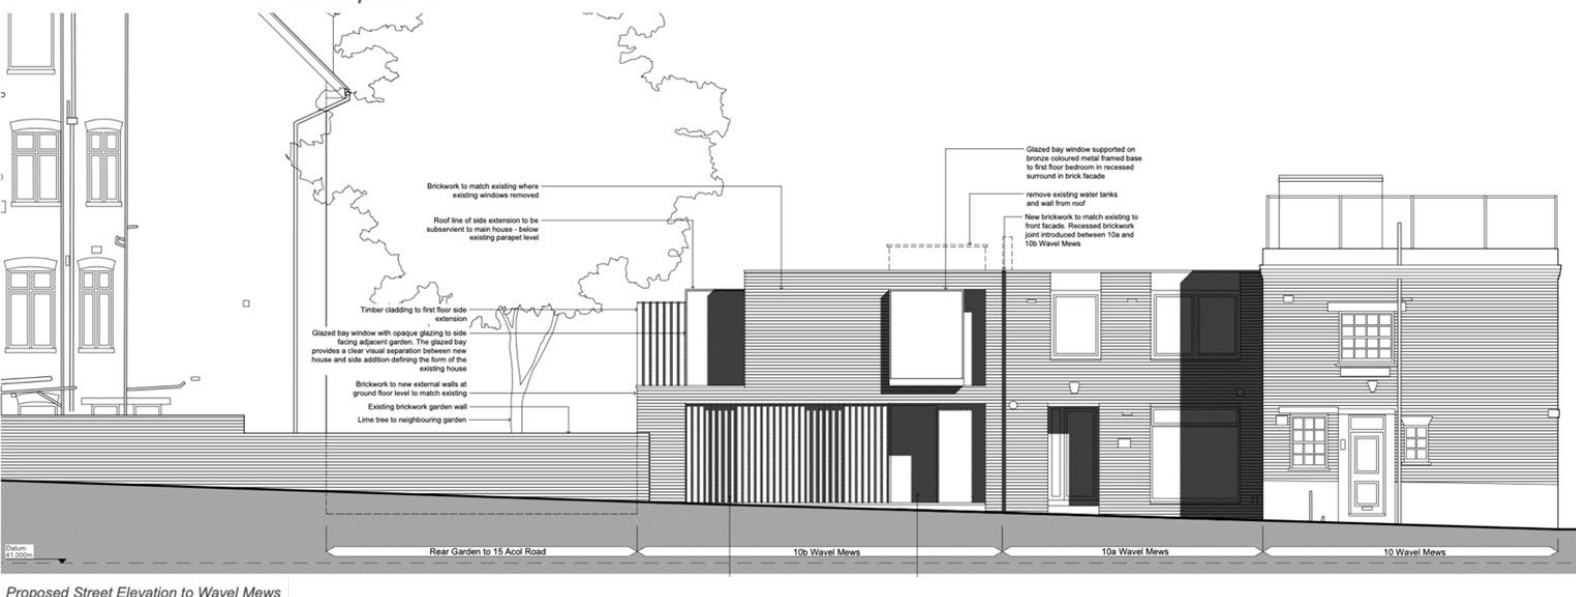 Glazed bay window supported on
bronze coloured metal framed base
to first floor bedroom in recessed
surround in brick facade
Brickwork to match existing where
existing windows removed
remove existing water tanks
and wall from roof
Roof line of side extension to be
subservient to main house - below
existing parapet level
New brickwork to match existing to
front facade. Recessed brickwork
joint introduced between 10a and
10b Wavel Mews
Timber cladding to first floor side
extension
Glazed bay window with opaque glazing to side
facing adjacent garden. The glazed bay
provides a clear visual separation between new
house and side addition defining the form of the
existing house
Brickwork to new external walls at
ground floor level to match existing
Existing brickwork garden wall
Lime tree to neighbouring garden
Datum
41.000m
Rear Garden to 15 Acol Road
10b Wavel Mews
10a Wavel Mews
10 Wavel Mews
Proposed Street Elevation to Wavel Mews